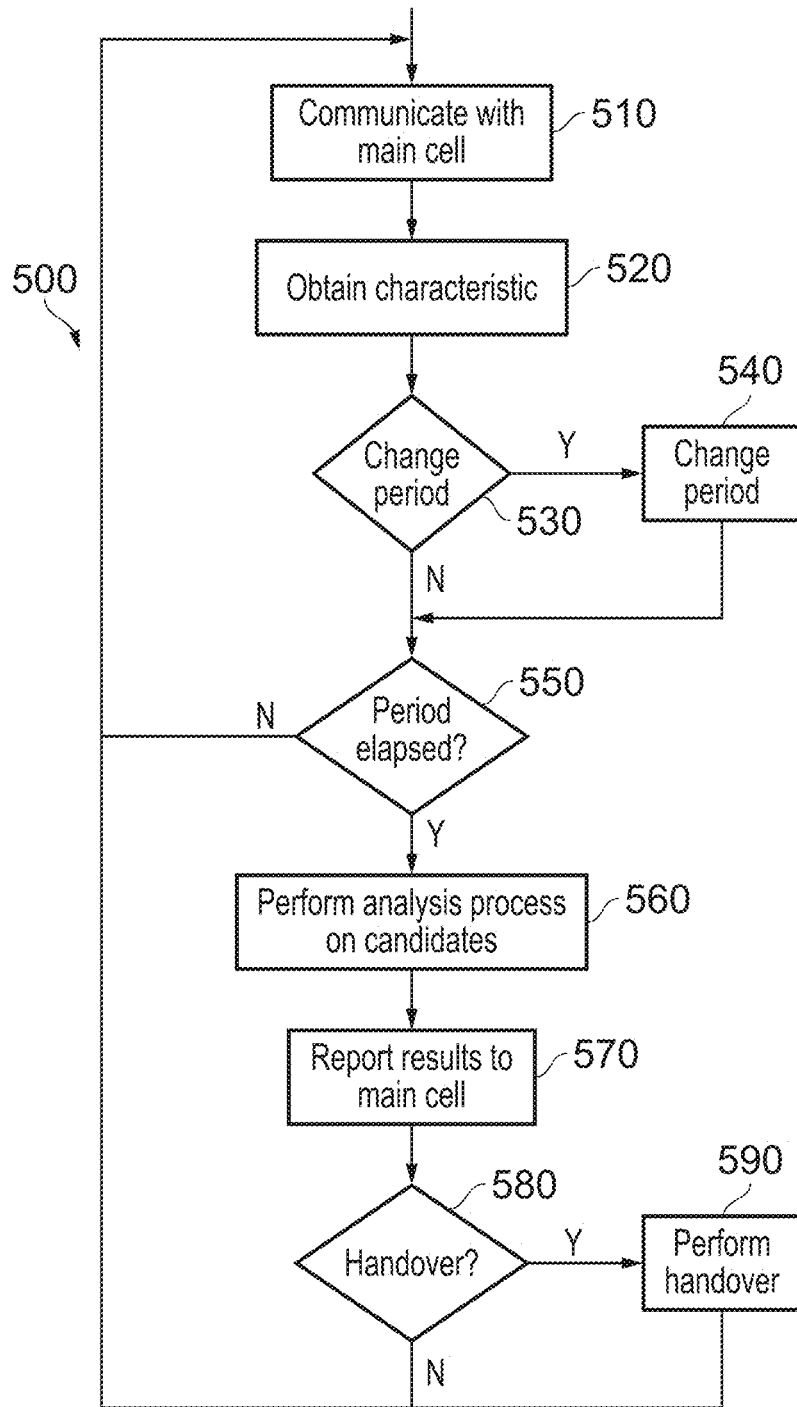 Communicate with
main cell
510
Obtain characteristic
520
500
Change
period
530
Y
540
Change
period
N
Period
elapsed?
550
N
Y
Perform analysis process
on candidates
560
Report results to
main cell
570
Handover?
580
Y
590
Perform
handover
N